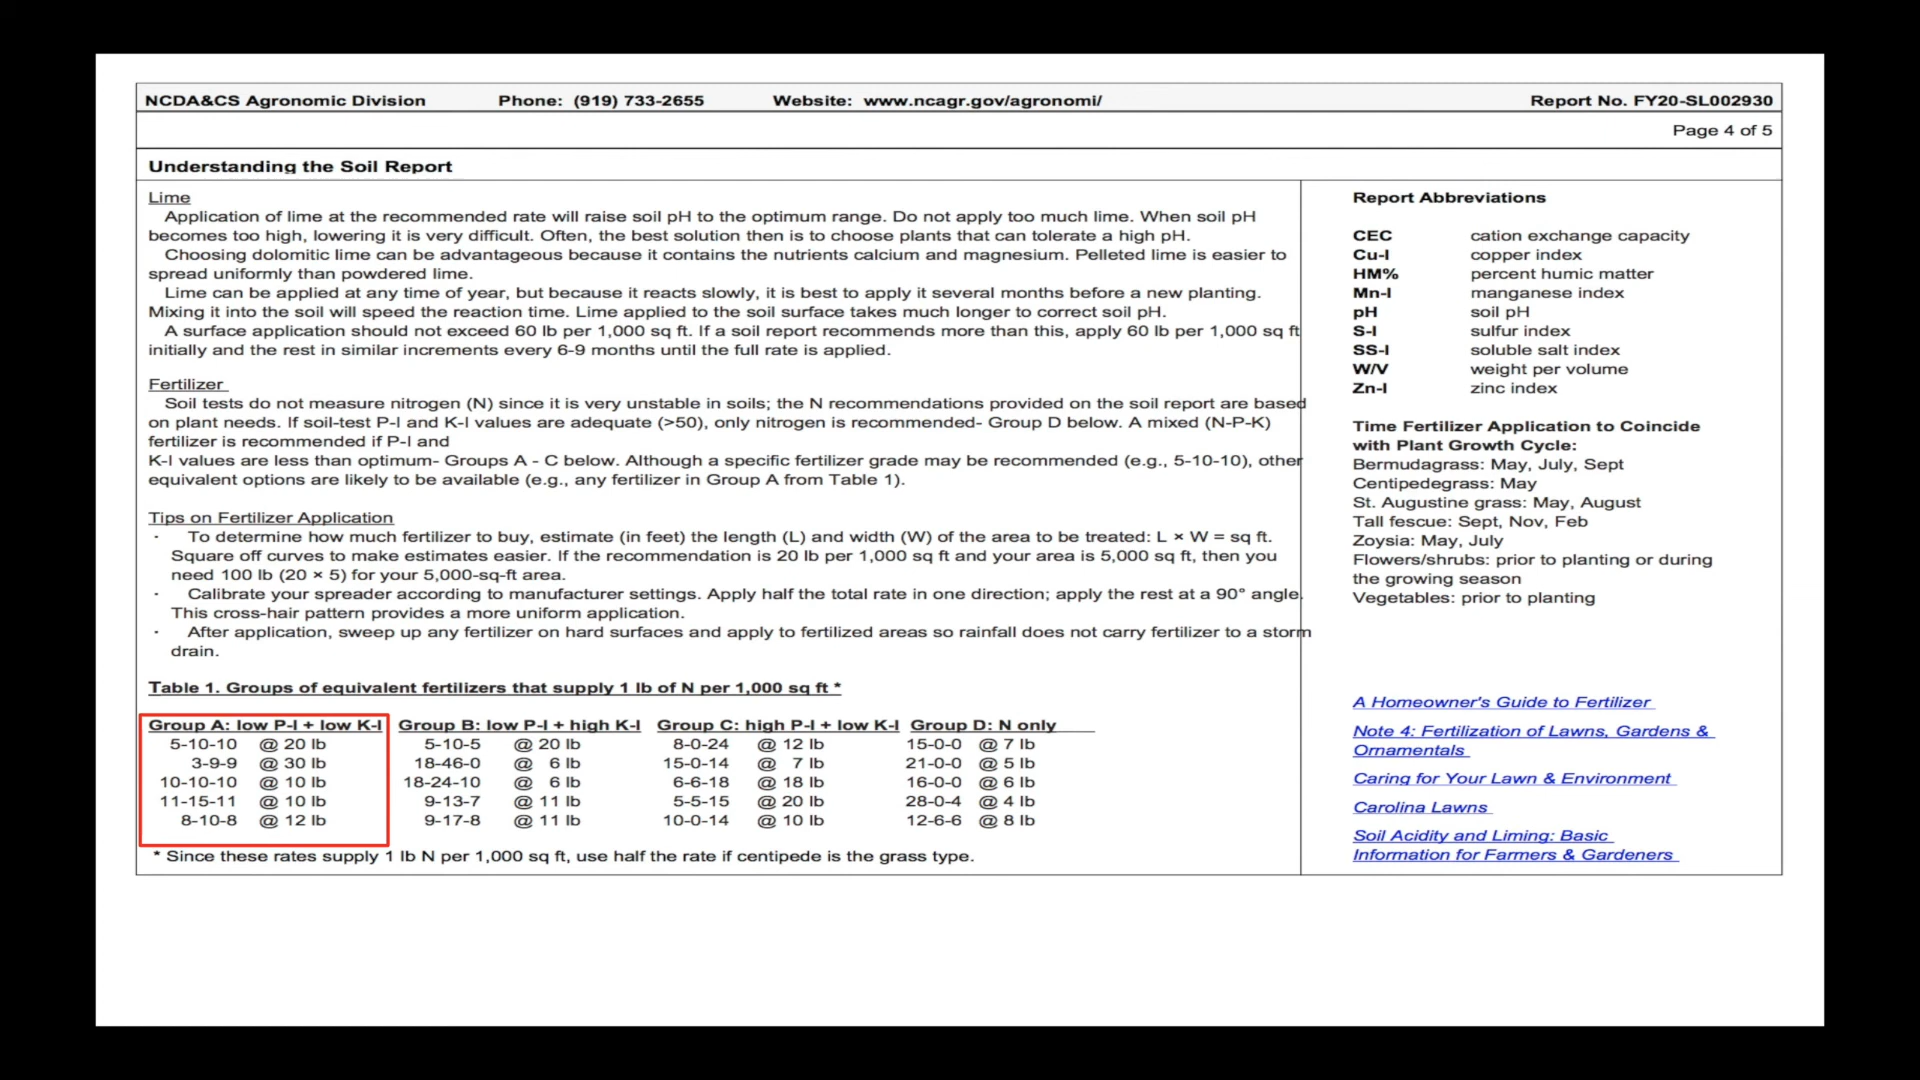 NCDA&CS Agronomic Division Phone: (919) 733-2655 Website: www.ncagr.gov/agronomi/ Report No. FY20-SL002930
Page 4 of 5
Understanding the Soil Report
Lime
Application of lime at the recommended rate will raise soil pH to the optimum range. Do not apply too much lime. When soil pH
becomes too high, lowering it is very difficult. Often, the best solution then is to choose plants that can tolerate a high pH.
Choosing dolomitic lime can be advantageous because it contains the nutrients calcium and magnesium. Pelleted lime is easier to
spread uniformly than powdered lime.
Lime can be applied at any time of year, but because it reacts slowly, it is best to apply it several months before a new planting.
Mixing it into the soil will speed the reaction time. Lime applied to the soil surface takes much longer to correct soil pH.
A surface application should not exceed 60 lb per 1,000 sq ft. If a soil report recommends more than this, apply 60 lb per 1,000 sq ft
initially and the rest in similar increments every 6-9 months until the full rate is applied.
Fertilizer
Soil tests do not measure nitrogen (N) since it is very unstable in soils; the N recommendations provided on the soil report are based
on plant needs. If soil-test P-I and K-I values are adequate (>50), only nitrogen is recommended- Group D below. A mixed (N-P-K)
fertilizer is recommended if P-I and
K-I values are less than optimum- Groups A - C below. Although a specific fertilizer grade may be recommended (e.g., 5-10-10), other
equivalent options are likely to be available (e.g., any fertilizer in Group A from Table 1).
Tips on Fertilizer Application
· To determine how much fertilizer to buy, estimate (in feet) the length (L) and width (W) of the area to be treated: L × W = sq ft.
Square off curves to make estimates easier. If the recommendation is 20 lb per 1,000 sq ft and your area is 5,000 sq ft, then you
need 100 lb (20 × 5) for your 5,000-sq-ft area.
· Calibrate your spreader according to manufacturer settings. Apply half the total rate in one direction; apply the rest at a 90° angle.
This cross-hair pattern provides a more uniform application.
· After application, sweep up any fertilizer on hard surfaces and apply to fertilized areas so rainfall does not carry fertilizer to a storm
drain.
Table 1. Groups of equivalent fertilizers that supply 1 lb of N per 1,000 sq ft *
Group A: low P-I + low K-I Group B: low P-I + high K-I Group C: high P-I + low K-I Group D: N only
5-10-10 @ 20 lb 5-10-5 @ 20 lb 8-0-24 @ 12 lb 15-0-0 @ 7 lb
3-9-9 @ 30 lb 18-46-0 @ 6 lb 15-0-14 @ 7 lb 21-0-0 @ 5 lb
10-10-10 @ 10 lb 18-24-10 @ 6 lb 6-6-18 @ 18 lb 16-0-0 @ 6 lb
11-15-11 @ 10 lb 9-13-7 @ 11 lb 5-5-15 @ 20 lb 28-0-4 @ 4 lb
8-10-8 @ 12 lb 9-17-8 @ 11 lb 10-0-14 @ 10 lb 12-6-6 @ 8 lb
* Since these rates supply 1 lb N per 1,000 sq ft, use half the rate if centipede is the grass type.
Report Abbreviations
CEC cation exchange capacity
Cu-I copper index
HM% percent humic matter
Mn-I manganese index
pH soil pH
S-I sulfur index
SS-I soluble salt index
W/V weight per volume
Zn-I zinc index
Time Fertilizer Application to Coincide
with Plant Growth Cycle:
Bermudagrass: May, July, Sept
Centipedegrass: May
St. Augustine grass: May, August
Tall fescue: Sept, Nov, Feb
Zoysia: May, July
Flowers/shrubs: prior to planting or during
the growing season
Vegetables: prior to planting
A Homeowner's Guide to Fertilizer
Note 4: Fertilization of Lawns, Gardens &
Ornamentals
Caring for Your Lawn & Environment
Carolina Lawns
Soil Acidity and Liming: Basic
Information for Farmers & Gardeners